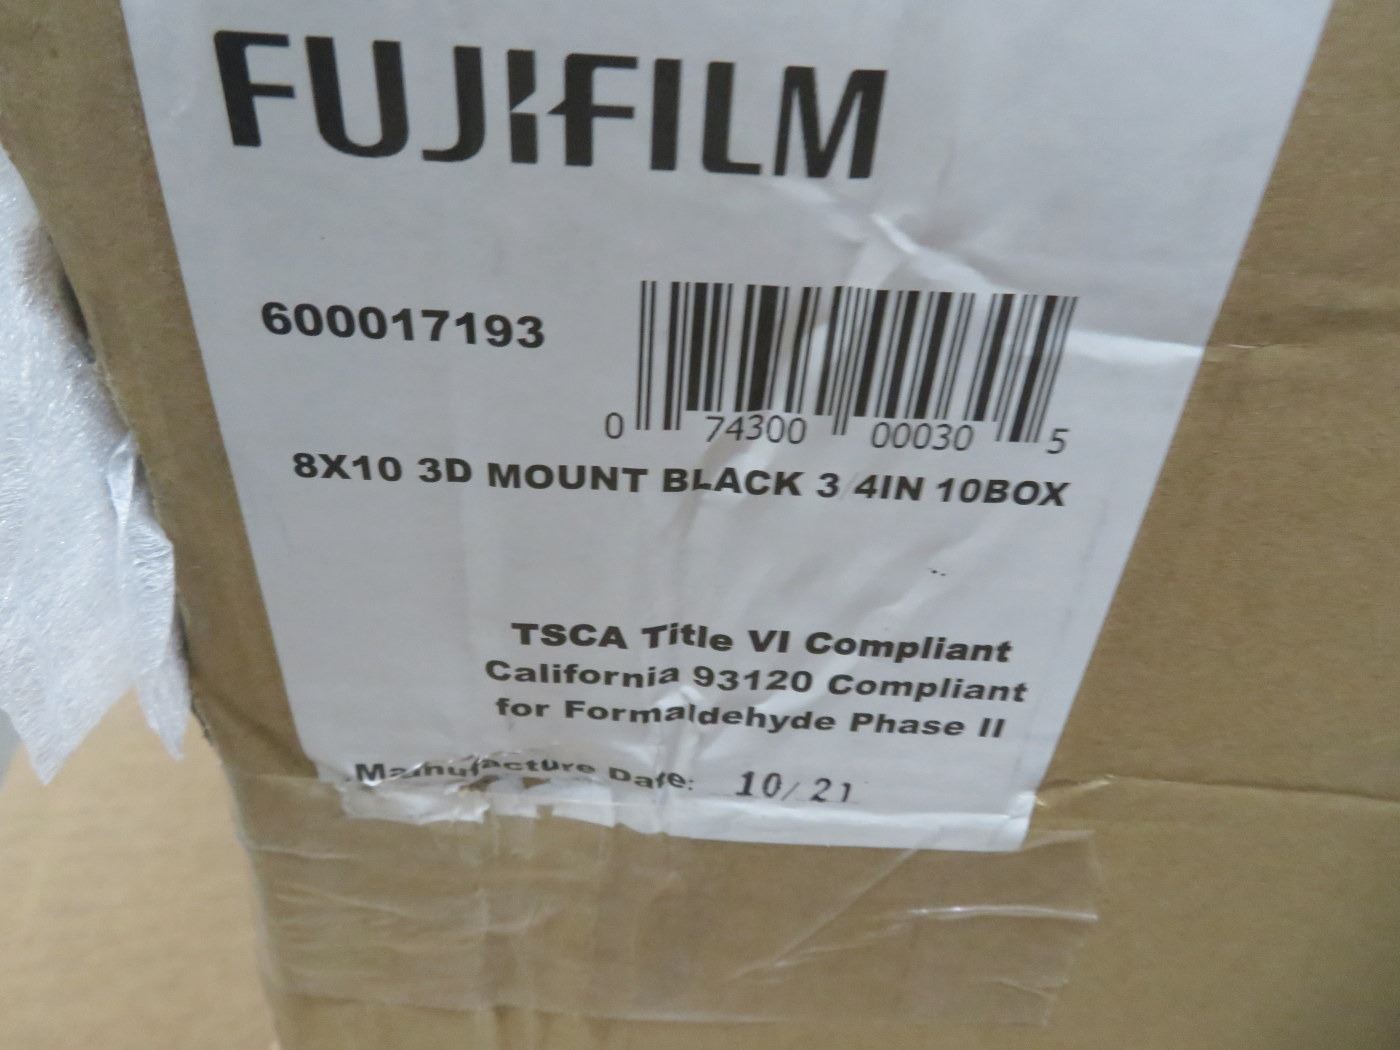 FUJIFILM
600017193
0 74300 00030 5
8X10 3D MOUNT BLACK 3 4IN 10BOX
TSCA Title VI Compliant
California 93120 Compliant
for Formaldehyde Phase II
Manufacture Date: 10/21